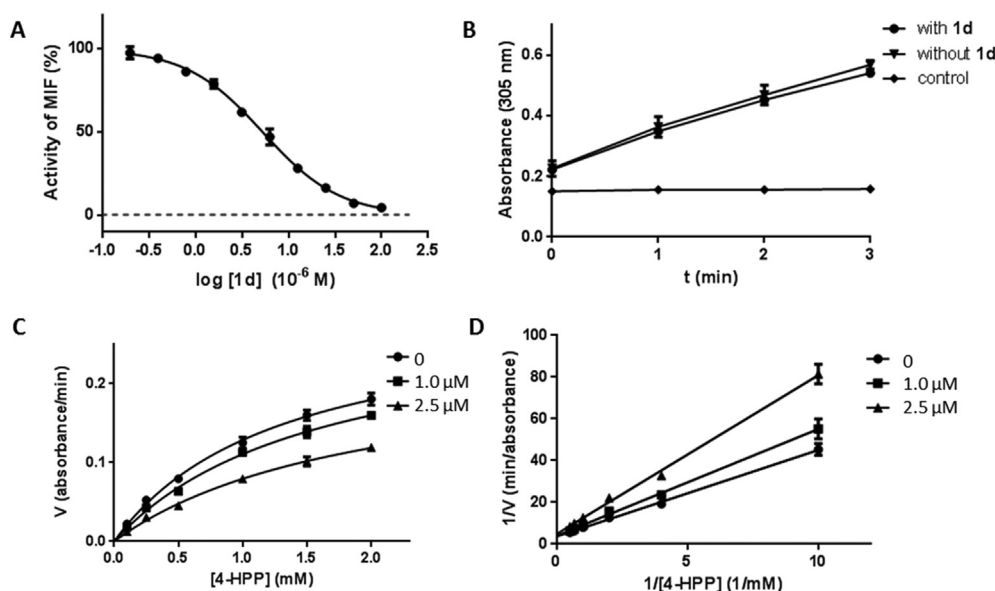 A
Activity of MIF (%)
100
50
0
-1.0 -0.5 0.0 0.5 1.0 1.5 2.0 2.5
log [1d] (10⁻⁶ M)
B
Absorbance (305 nm)
0.6
0.4
0.2
0.0
0 1 2 3
t (min)
with 1d
without 1d
control
C
V (absorbance/min)
0.2
0.1
0.0
0.0 0.5 1.0 1.5 2.0
[4-HPP] (mM)
0
1.0 µM
2.5 µM
D
1/V (min/absorbance)
100
80
60
40
20
0
0 5 10
1/[4-HPP] (1/mM)
0
1.0 µM
2.5 µM